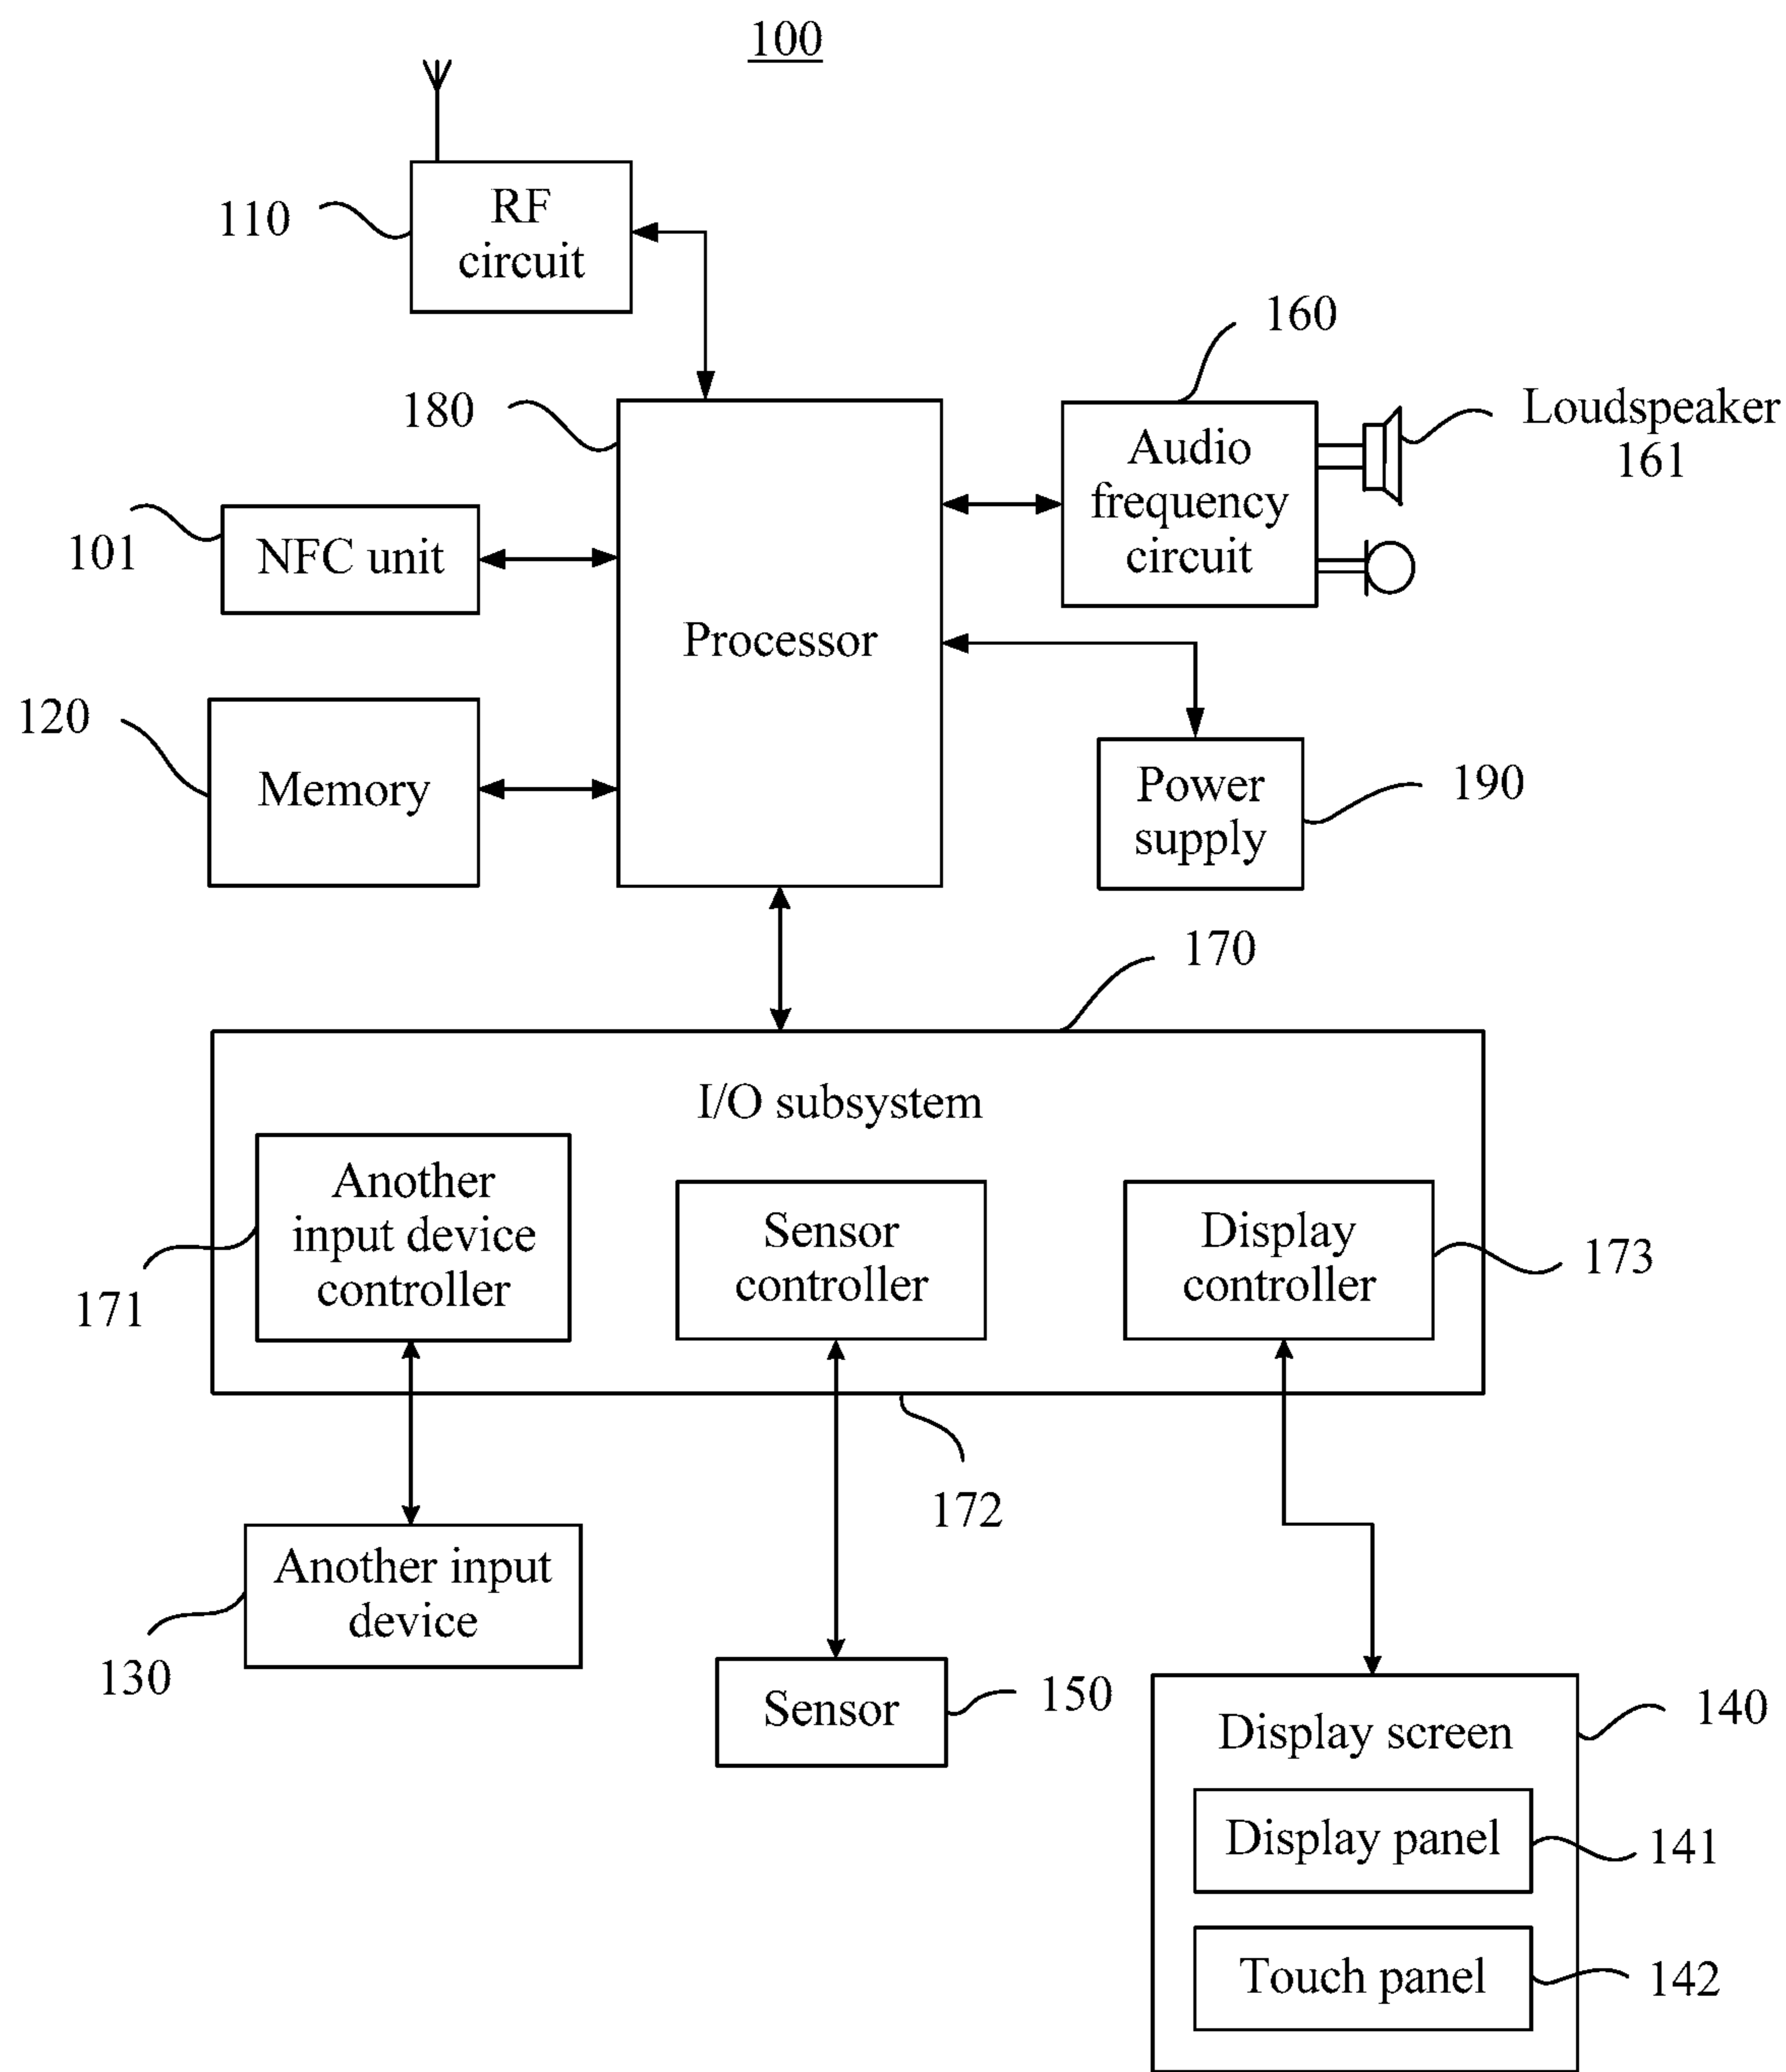 100
110
RF
circuit
160
180
Loudspeaker
161
Audio
frequency
circuit
101
NFC unit
Processor
120
Memory
Power
supply
190
170
I/O subsystem
Another
input device
controller
Sensor
controller
Display
controller
171
173
172
Another input
device
130
Sensor
150
Display screen
140
Display panel
141
Touch panel
142